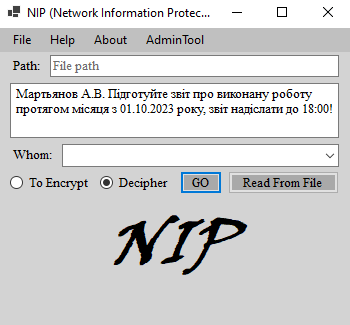 NIP (Network Information Protec...
File Help About AdminTool
Path: File path
Мартьянов А.В. Підготуйте звіт про виконану роботу
протягом місяця з 01.10.2023 року, звіт надіслати до 18:00!
Whom:
To Encrypt Decipher GO Read From File
NIP